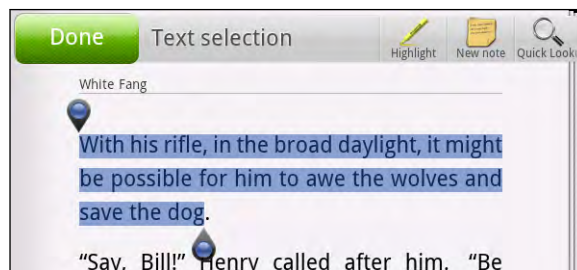 Done
Text selection
Highlight
New note
Quick Look
White Fang
With his rifle, in the broad daylight, it might
be possible for him to awe the wolves and
save the dog.
“Say, Bill!” Henry called after him. “Be